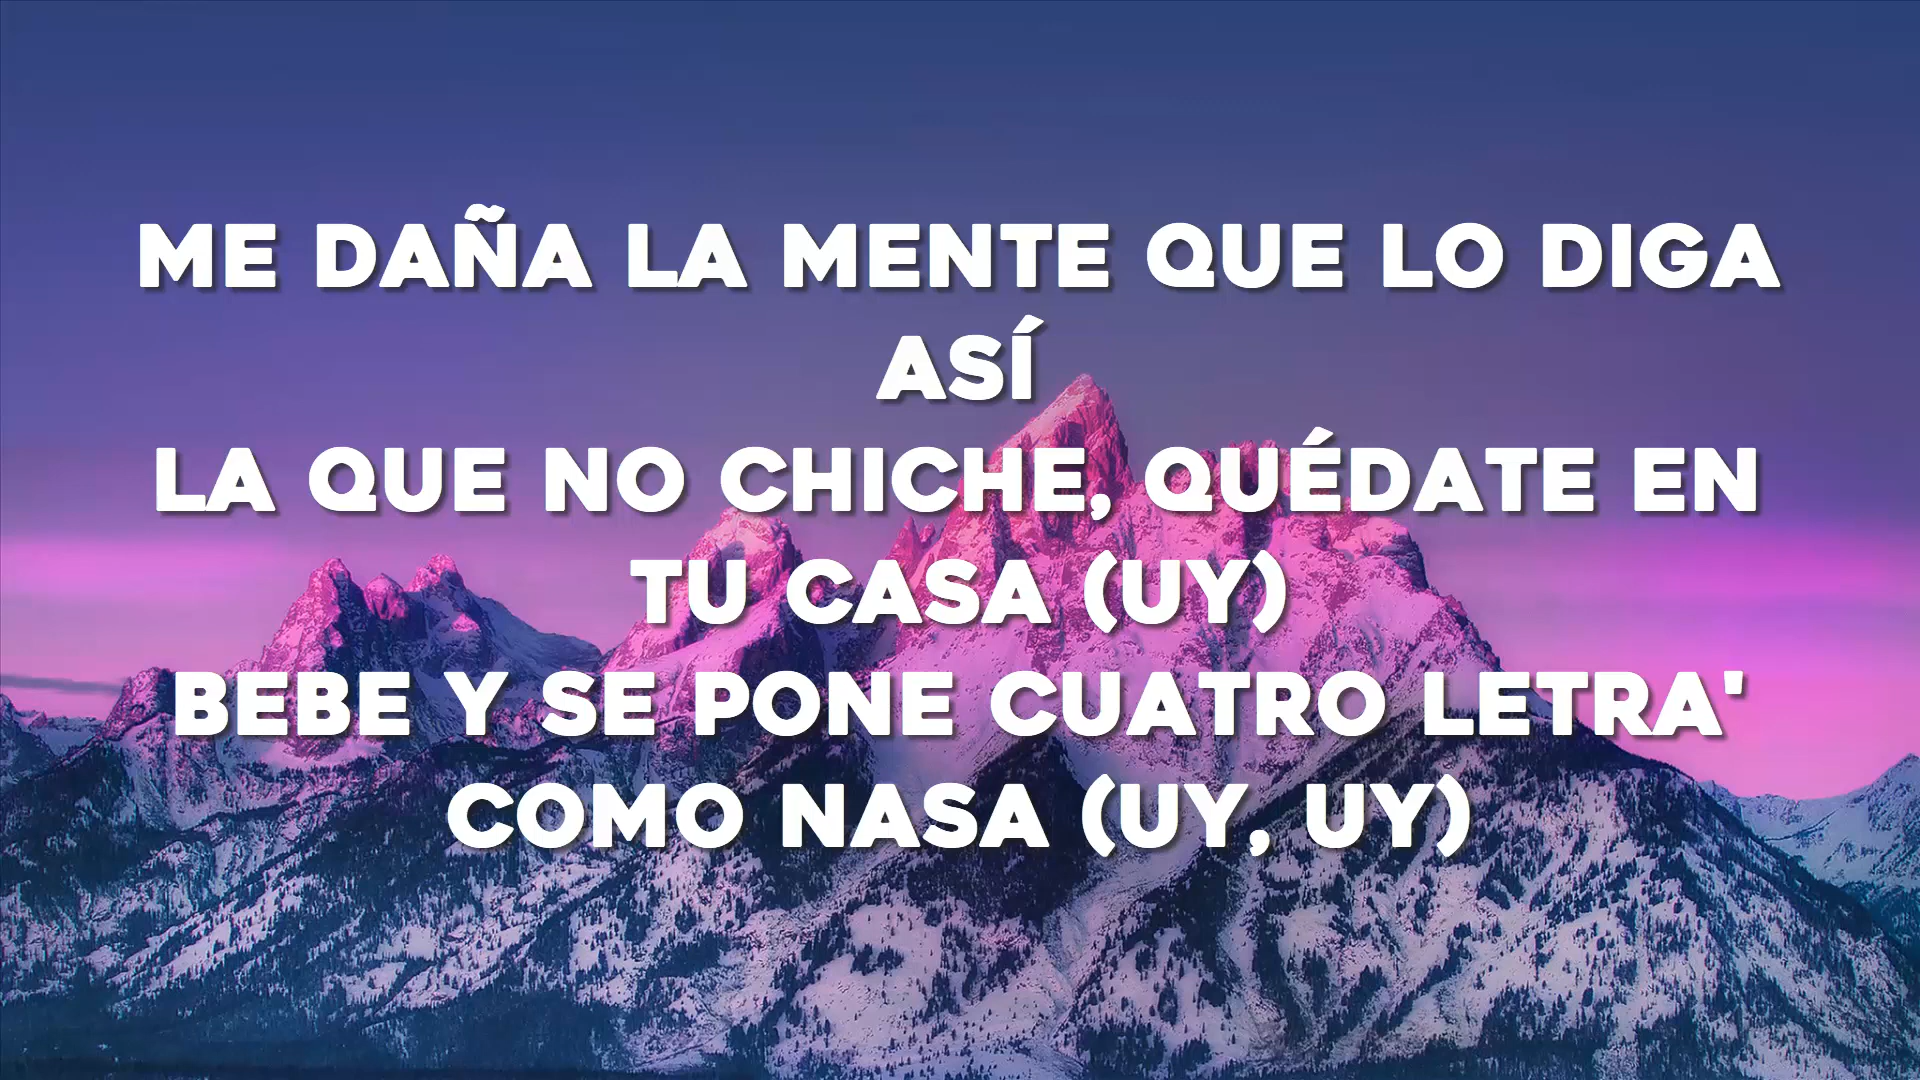 ME DAÑA LA MENTE QUE LO DIGA
ASÍ
LA QUE NO CHICHE, QUÉDATE EN
TU CASA (UY)
BEBE Y SE PONE CUATRO LETRA'
COMO NASA (UY, UY)